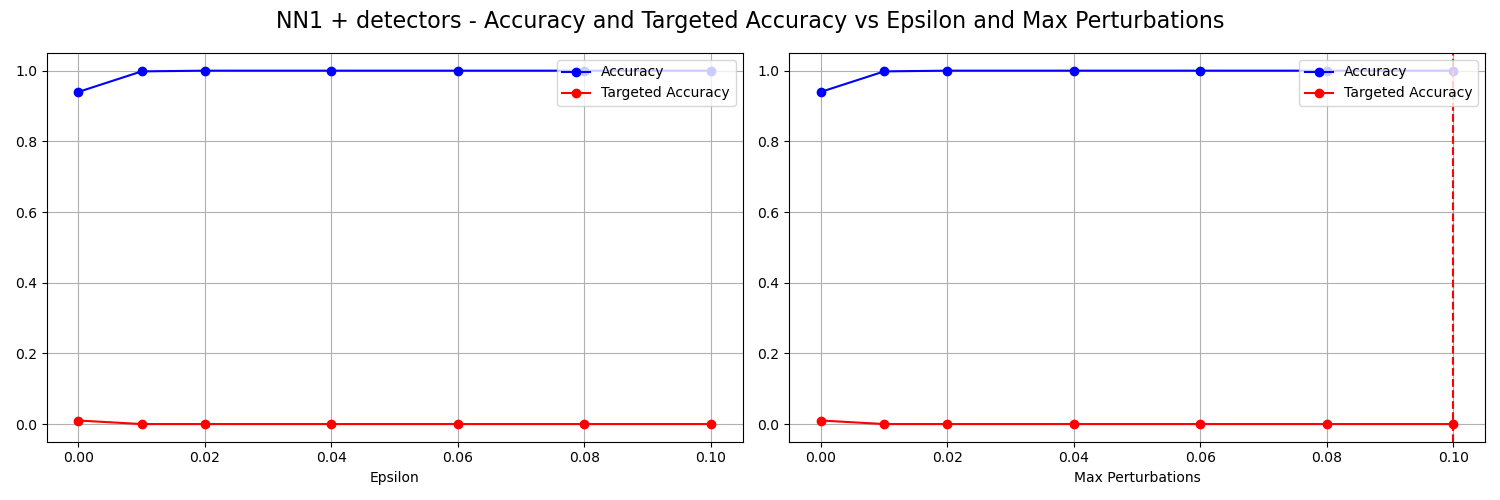 NN1 + detectors - Accuracy and Targeted Accuracy vs Epsilon and Max Perturbations
1.0
0.8
0.6
0.4
0.2
0.0
0.00 0.02 0.04 0.06 0.08 0.10
Epsilon
Accuracy
Targeted Accuracy
1.0
0.8
0.6
0.4
0.2
0.0
0.00 0.02 0.04 0.06 0.08 0.10
Max Perturbations
Accuracy
Targeted Accuracy